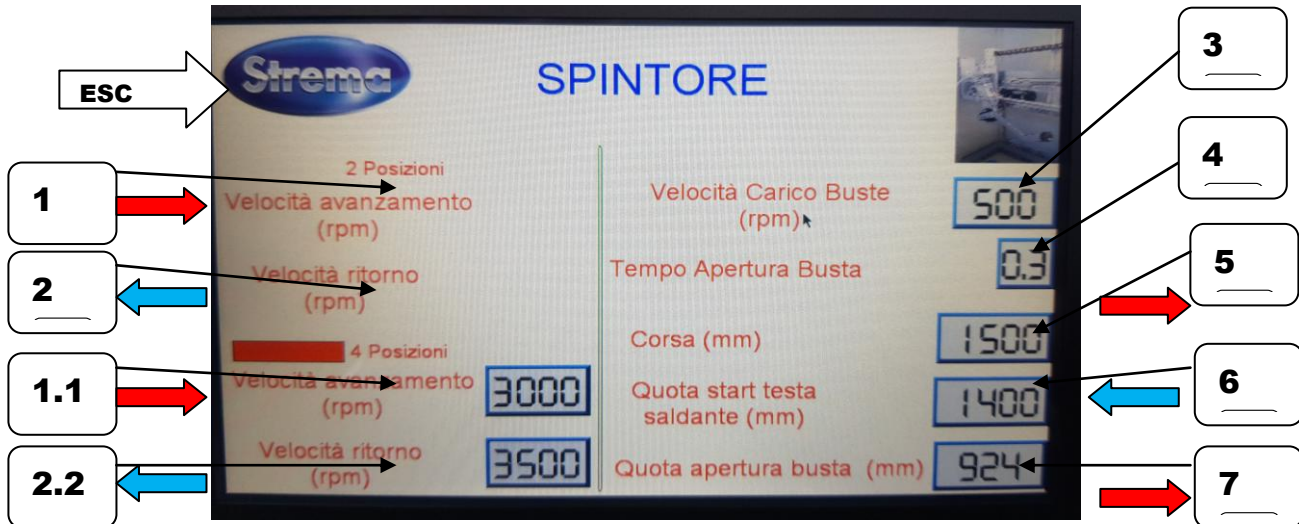 Strema
SPINTORE
ESC
3
4
1
2 Posizioni
Velocità avanzamento
(rpm)
Velocità Carico Buste
(rpm)
500
2
Velocità ritorno
(rpm)
Tempo Apertura Busta
0.3
5
1.1
4 Posizioni
Velocità avanzamento
(rpm)
3000
Corsa (mm)
1500
Quota start testa
saldante (mm)
1400
6
2.2
Velocità ritorno
(rpm)
3500
Quota apertura busta (mm)
924
7